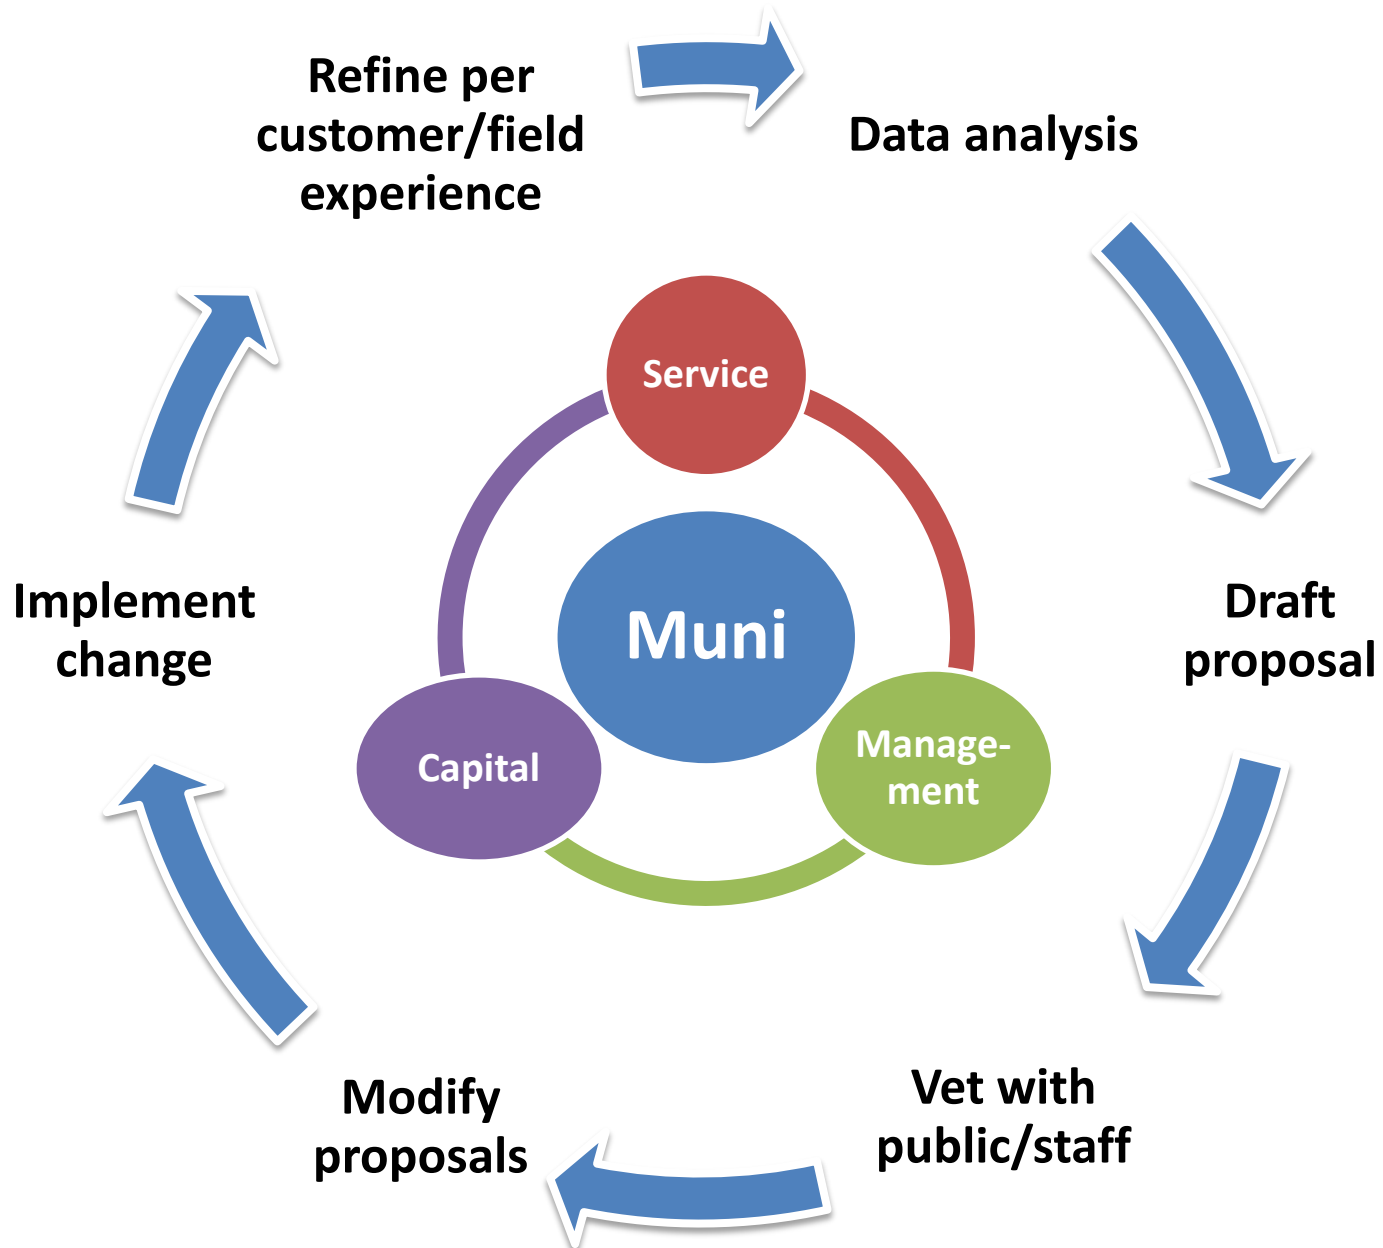 Refine per
customer/field
experience
Data analysis
Service
Muni
Implement
change
Draft
proposal
Capital
Manage-
ment
Modify
proposals
Vet with
public/staff